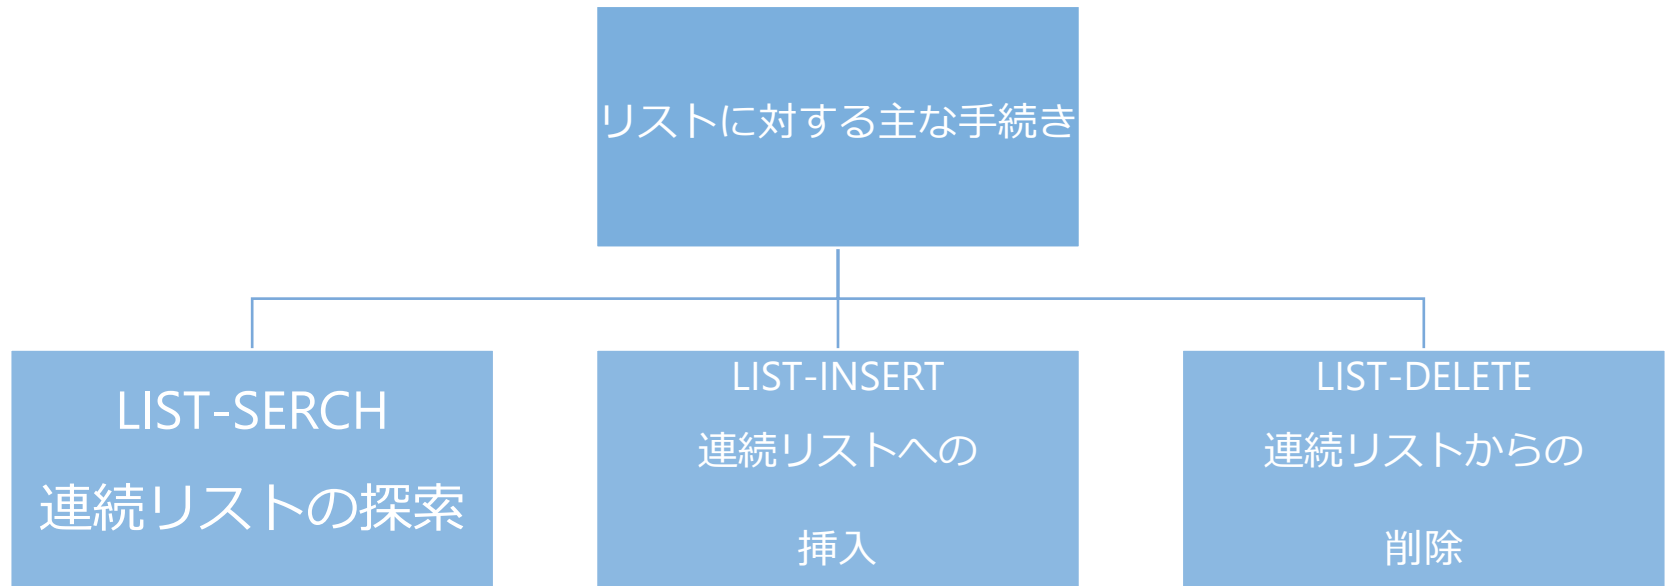 リストに対する主な手続き
LIST-SERCH
連続リストの探索
LIST-INSERT
連続リストへの
挿入
LIST-DELETE
連続リストからの
削除